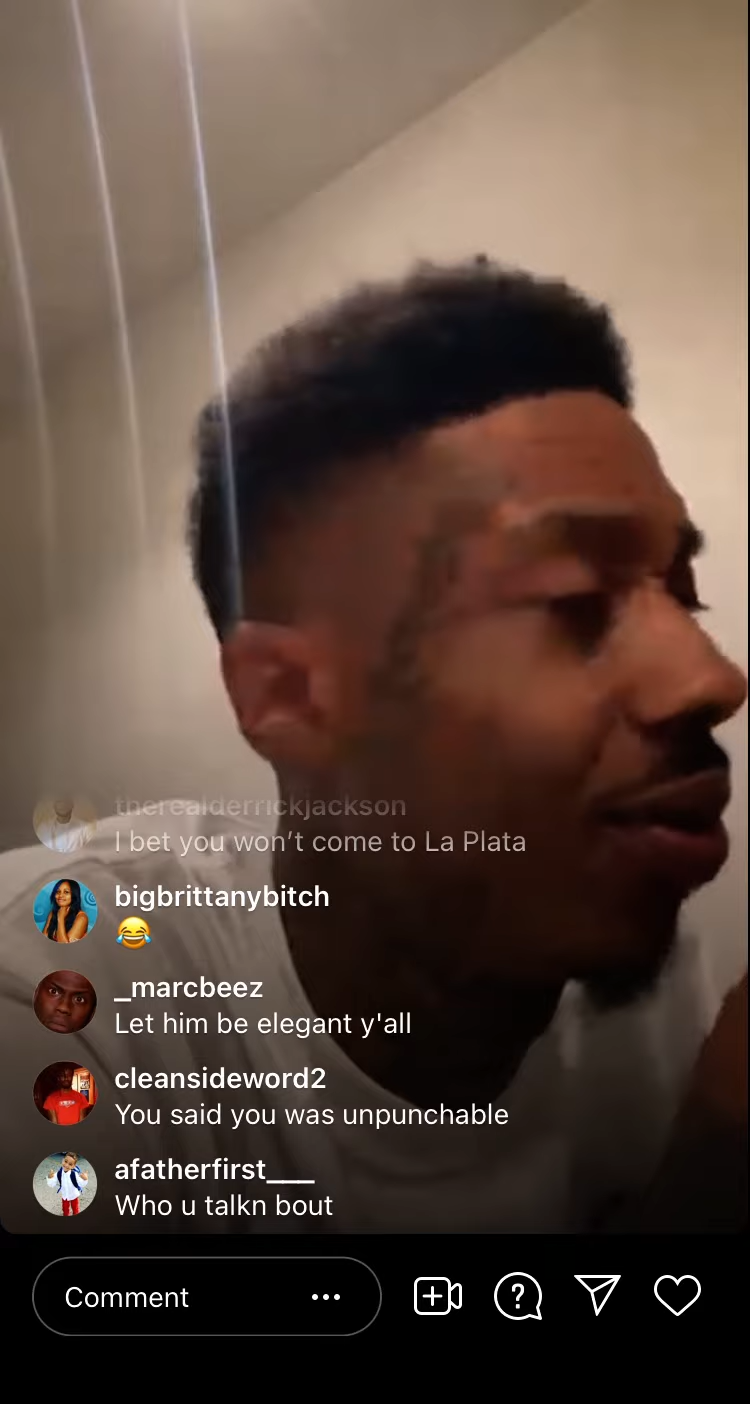 therealderrickjackson
I bet you won’t come to La Plata
bigbrittanybitch
😂
_marcbeez
Let him be elegant y'all
cleansideword2
You said you was unpunchable
afatherfirst___
Who u talkn bout
Comment